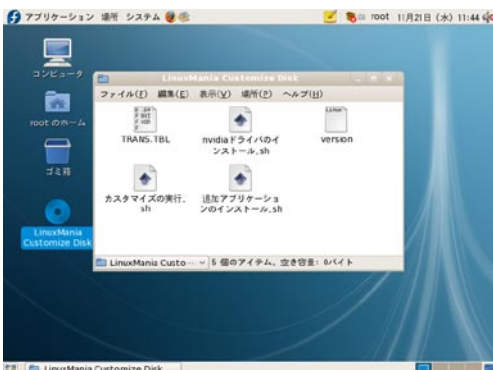 アプリケーション 場所 システム
root 11月21日 (水) 11:44
コンピュータ
root のホーム
ゴミ箱
LinuxMania
Customize Disk
LinuxMania Customize Disk
ファイル(F) 編集(E) 表示(V) 場所(P) ヘルプ(H)
TRANS.TBL
nvidiaドライバのイ
ンストール.sh
version
カスタマイズの実行.
sh
追加アプリケーショ
ンのインストール.sh
LinuxMania Custo…
5 個のアイテム、空き容量: 0バイト
LinuxMania Customize Disk